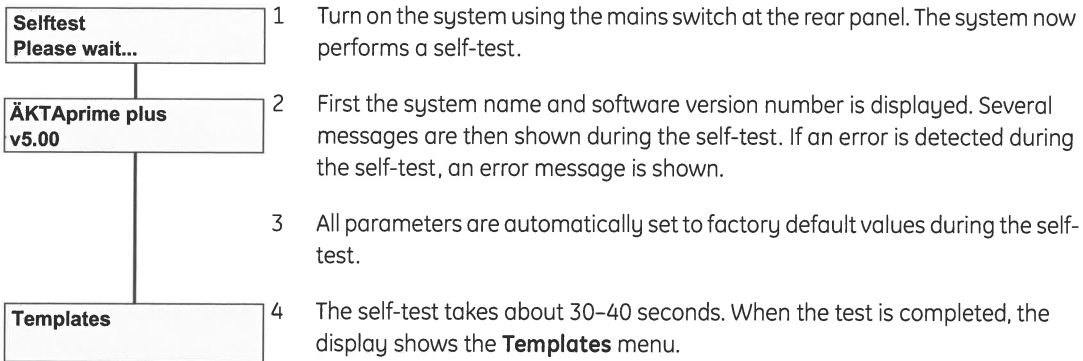 Selftest
Please wait...
1 Turn on the system using the mains switch at the rear panel. The system now
performs a self-test.
ÄKTAprime plus
v5.00
2 First the system name and software version number is displayed. Several
messages are then shown during the self-test. If an error is detected during
the self-test, an error message is shown.
3 All parameters are automatically set to factory default values during the self-
test.
Templates
4 The self-test takes about 30–40 seconds. When the test is completed, the
display shows the Templates menu.